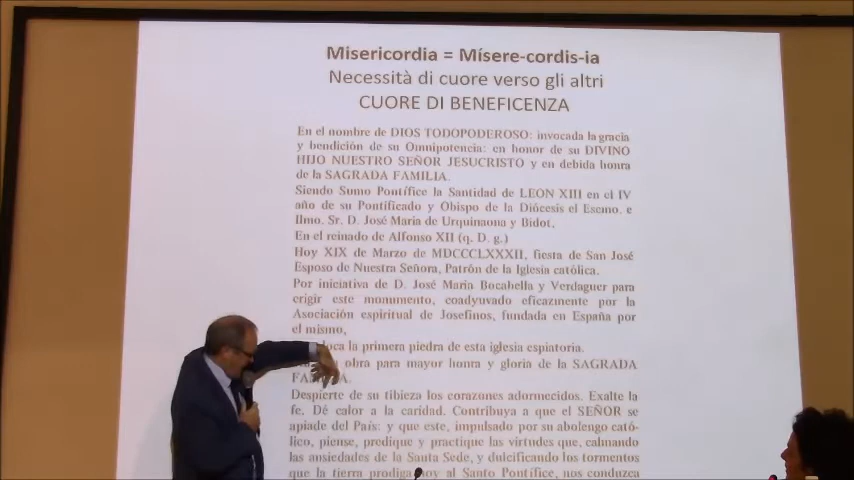 Misericordia = Mísere-cordis-ia
Necessità di cuore verso gli altri
CUORE DI BENEFICENZA
En el nombre de DIOS TODOPODEROSO: invocada la gracia
y bendición de su Omnipotencia: en honor de su DIVINO
HIJO NUESTRO SEÑOR JESUCRISTO y en debida honra
de la SAGRADA FAMILIA.
Siendo Sumo Pontífice la Santidad de LEON XIII en el IV
año de su Pontificado y Obispo de la Diócesis el Escmo. e
Ilmo. Sr. D. José Maria de Urquinaona y Bidot,
En el reinado de Alfonso XII (q. D. g.)
Hoy XIX de Marzo de MDCCCLXXXII, fiesta de San José
Esposo de Nuestra Señora, Patrón de la Iglesia católica.
Por iniciativa de D. José Maria Bocabella y Verdaguer para
erigir este monumento, coadyuvado eficazmente por la
Asociación espiritual de Josefinos, fundada en España por
el mismo,
loca la primera piedra de esta iglesia espiatoria.
obra para mayor honra y gloria de la SAGRADA
Despierte de su tibieza los corazones adormecidos. Exalte la
fe. Dé calor a la caridad. Contribuya a que el SEÑOR se
apiade del País: y que este, impulsado por su abolengo cató-
lico, piense, predique y practique las virtudes que, calmando
las ansiedades de la Santa Sede, y dulcificando los tormentos
que la tierra prodiga hoy al Santo Pontífice, nos conduzca